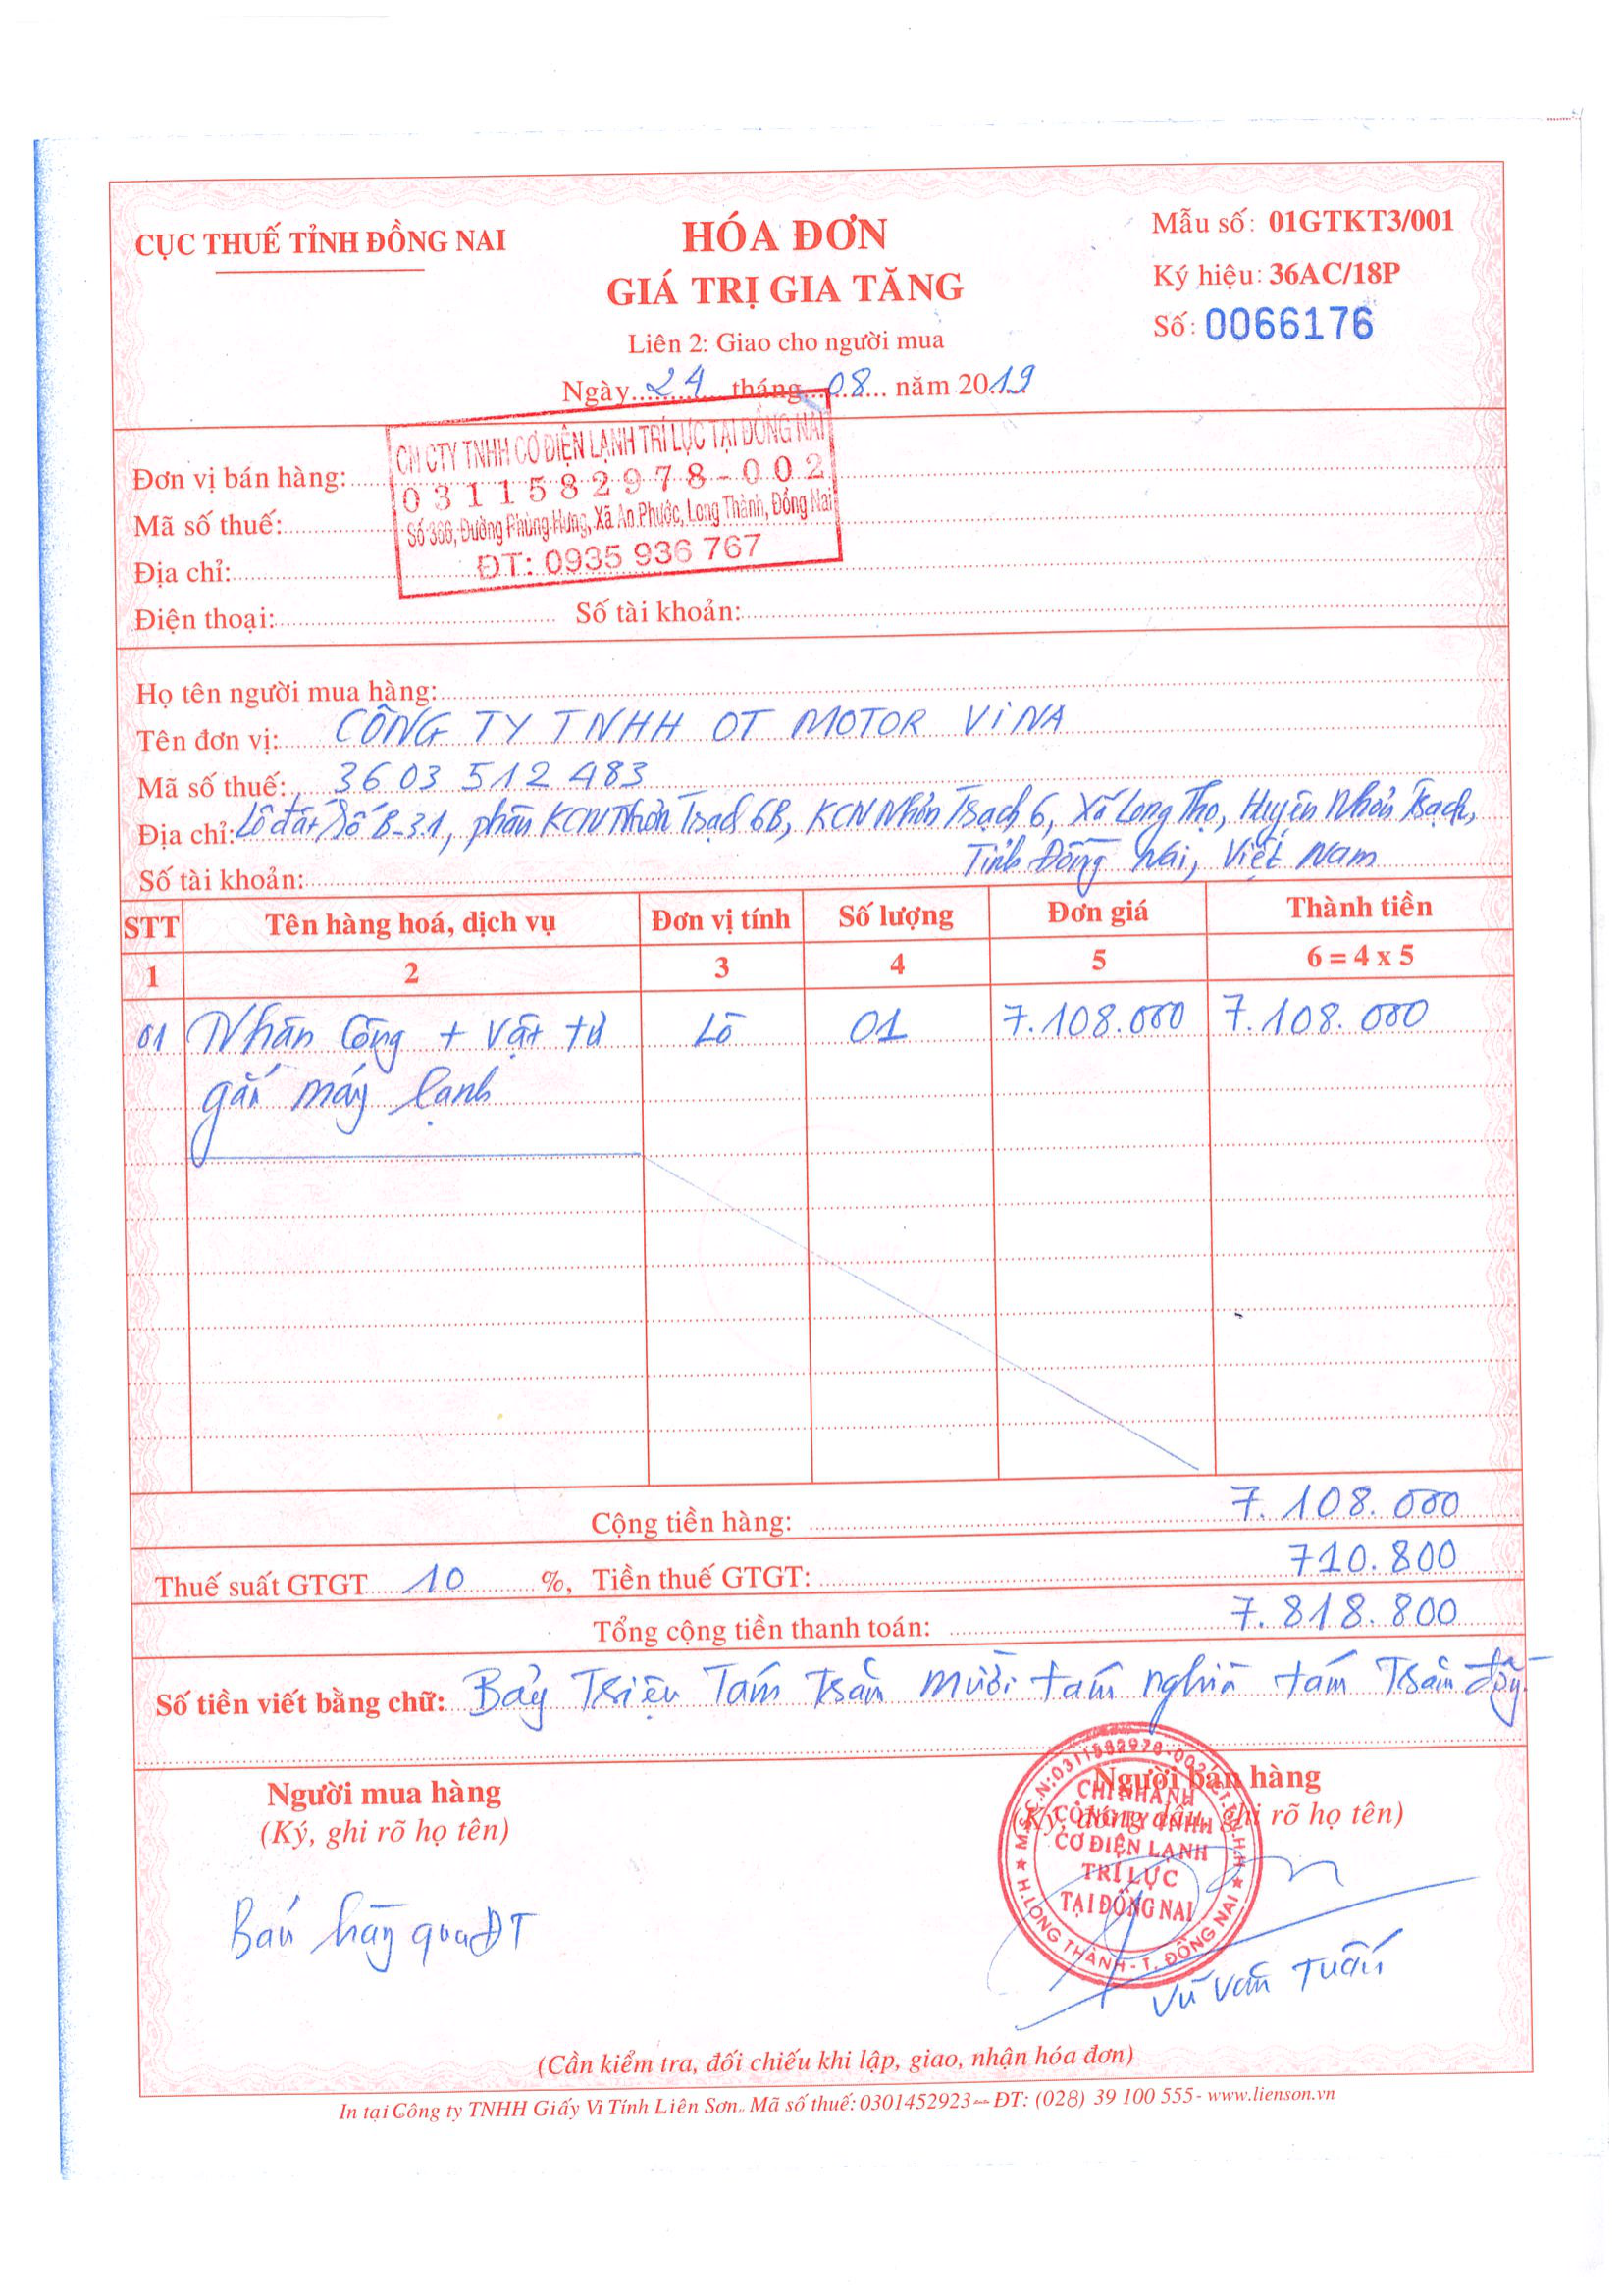 CỤC THUẾ TỈNH ĐỒNG NAI
HÓA ĐƠN
GIÁ TRỊ GIA TĂNG
Liên 2: Giao cho người mua
Ngày 24 tháng 08 năm 2019
Mẫu số: 01GTKT3/001
Ký hiệu: 36AC/18P
Số: 0066176
CN CTY TNHH CƠ ĐIỆN LẠNH TRÍ LỰC TẠI ĐỒNG NAI
Đơn vị bán hàng:
0311582978-002
Mã số thuế:
Số 366, Đường Phùng Hưng, Xã An Phước, Long Thành, Đồng Nai
Địa chỉ:
ĐT: 0935 936 767
Điện thoại: Số tài khoản:
Họ tên người mua hàng:
Tên đơn vị: CÔNG TY TNHH OT MOTOR VINA
Mã số thuế: 3603512483
Địa chỉ: Lô đất số B-31, phân KCN Nhơn Trạch 6B, KCN Nhơn Trạch 6, Xã Long Thọ, Huyện Nhơn Trạch,
Tỉnh Đồng Nai, Việt Nam
Số tài khoản:
STT Tên hàng hoá, dịch vụ Đơn vị tính Số lượng Đơn giá Thành tiền
1 2 3 4 5 6 = 4 x 5
01 Nhân công + vật tư Lô 01 7.108.000 7.108.000
gắn máy lạnh
Cộng tiền hàng: 7.108.000
Thuế suất GTGT 10 %, Tiền thuế GTGT: 710.800
Tổng cộng tiền thanh toán: 7.818.800
Số tiền viết bằng chữ: Bảy Triệu Tám Trăm mười tám nghìn tám Trăm đồng
Người mua hàng
(Ký, ghi rõ họ tên)
Bán hàng qua ĐT
Người bán hàng
(Ký, đóng dấu, ghi rõ họ tên)
M.S.C.N:0311582978-002-C.T.T.N.H.H
CHI NHÁNH
CÔNG TY TNHH
CƠ ĐIỆN LẠNH
TRÍ LỰC
TẠI ĐỒNG NAI
H.LONG THÀNH - T. ĐỒNG NAI
Vũ Văn Tuấn
(Cần kiểm tra, đối chiếu khi lập, giao, nhận hóa đơn)
In tại Công ty TNHH Giấy Vi Tính Liên Sơn. Mã số thuế: 0301452923 - ĐT: (028) 39 100 555 - www.lienson.vn